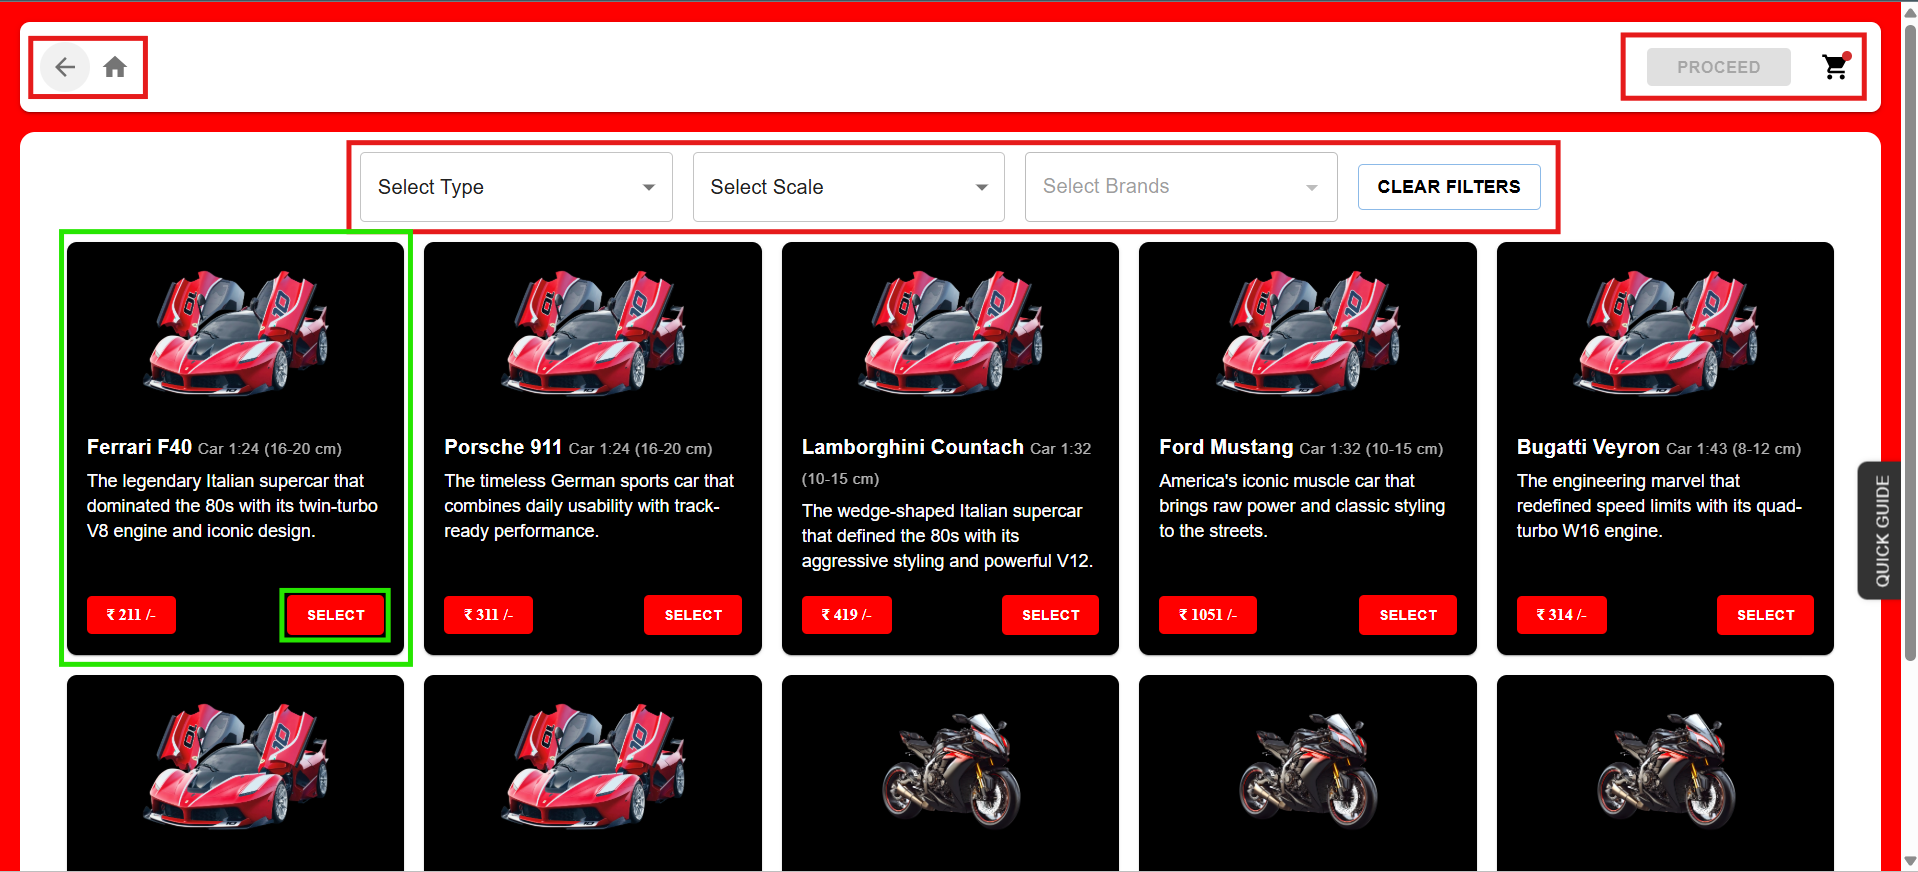 PROCEED
Select Type
Select Scale
Select Brands
CLEAR FILTERS
Ferrari F40 Car 1:24 (16-20 cm)
The legendary Italian supercar that
dominated the 80s with its twin-turbo
V8 engine and iconic design.
₹ 211 /-
SELECT
Porsche 911 Car 1:24 (16-20 cm)
The timeless German sports car that
combines daily usability with track-
ready performance.
₹ 311 /-
SELECT
Lamborghini Countach Car 1:32
(10-15 cm)
The wedge-shaped Italian supercar
that defined the 80s with its
aggressive styling and powerful V12.
₹ 419 /-
SELECT
Ford Mustang Car 1:32 (10-15 cm)
America's iconic muscle car that
brings raw power and classic styling
to the streets.
₹ 1051 /-
SELECT
Bugatti Veyron Car 1:43 (8-12 cm)
The engineering marvel that
redefined speed limits with its quad-
turbo W16 engine.
₹ 314 /-
SELECT
QUICK GUIDE